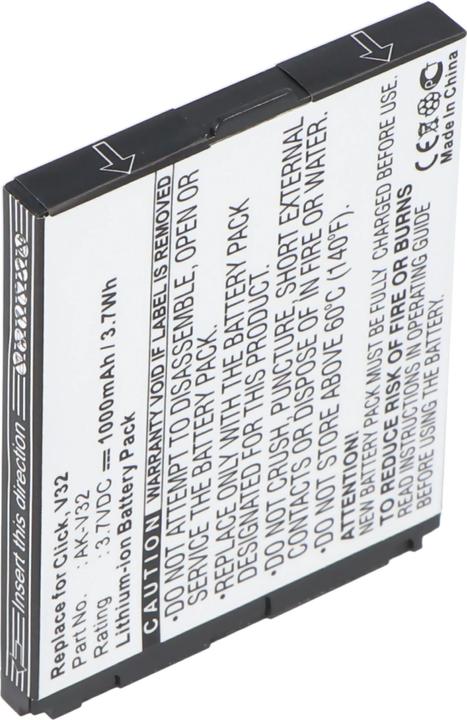 Insert this direction
Replace for Click, V32
Part No. : AK-V32
Rating : 3.7VDC ⎓ 1000mAh / 3.7Wh
Lithium-ion Battery Pack
CAUTION WARRANTY VOID IF LABEL IS REMOVED
•DO NOT ATTEMPT TO DISASSEMBLE, OPEN OR
SERVICE BATTERY PACK
•REPLACE ONLY WITH THE BATTERY PACK
DESIGNATED FOR THIS PRODUCT.
•DO NOT CRUSH, PUNCTURE, SHORT EXTERNAL
CONTACTS, OR DISPOSE OF IN FIRE OR WATER.
•DO NOT STORE ABOVE 60°C (140°F).
ATTENTION:
NEW BATTERY PACK MUST BE FULLY CHARGED BEFORE USE.
TO REDUCE RISK OF FIRE OR BURNS
READ INSTRUCTIONS IN OPERATING GUIDE
BEFORE USE OF THE BATTERY.
CE
Made in China